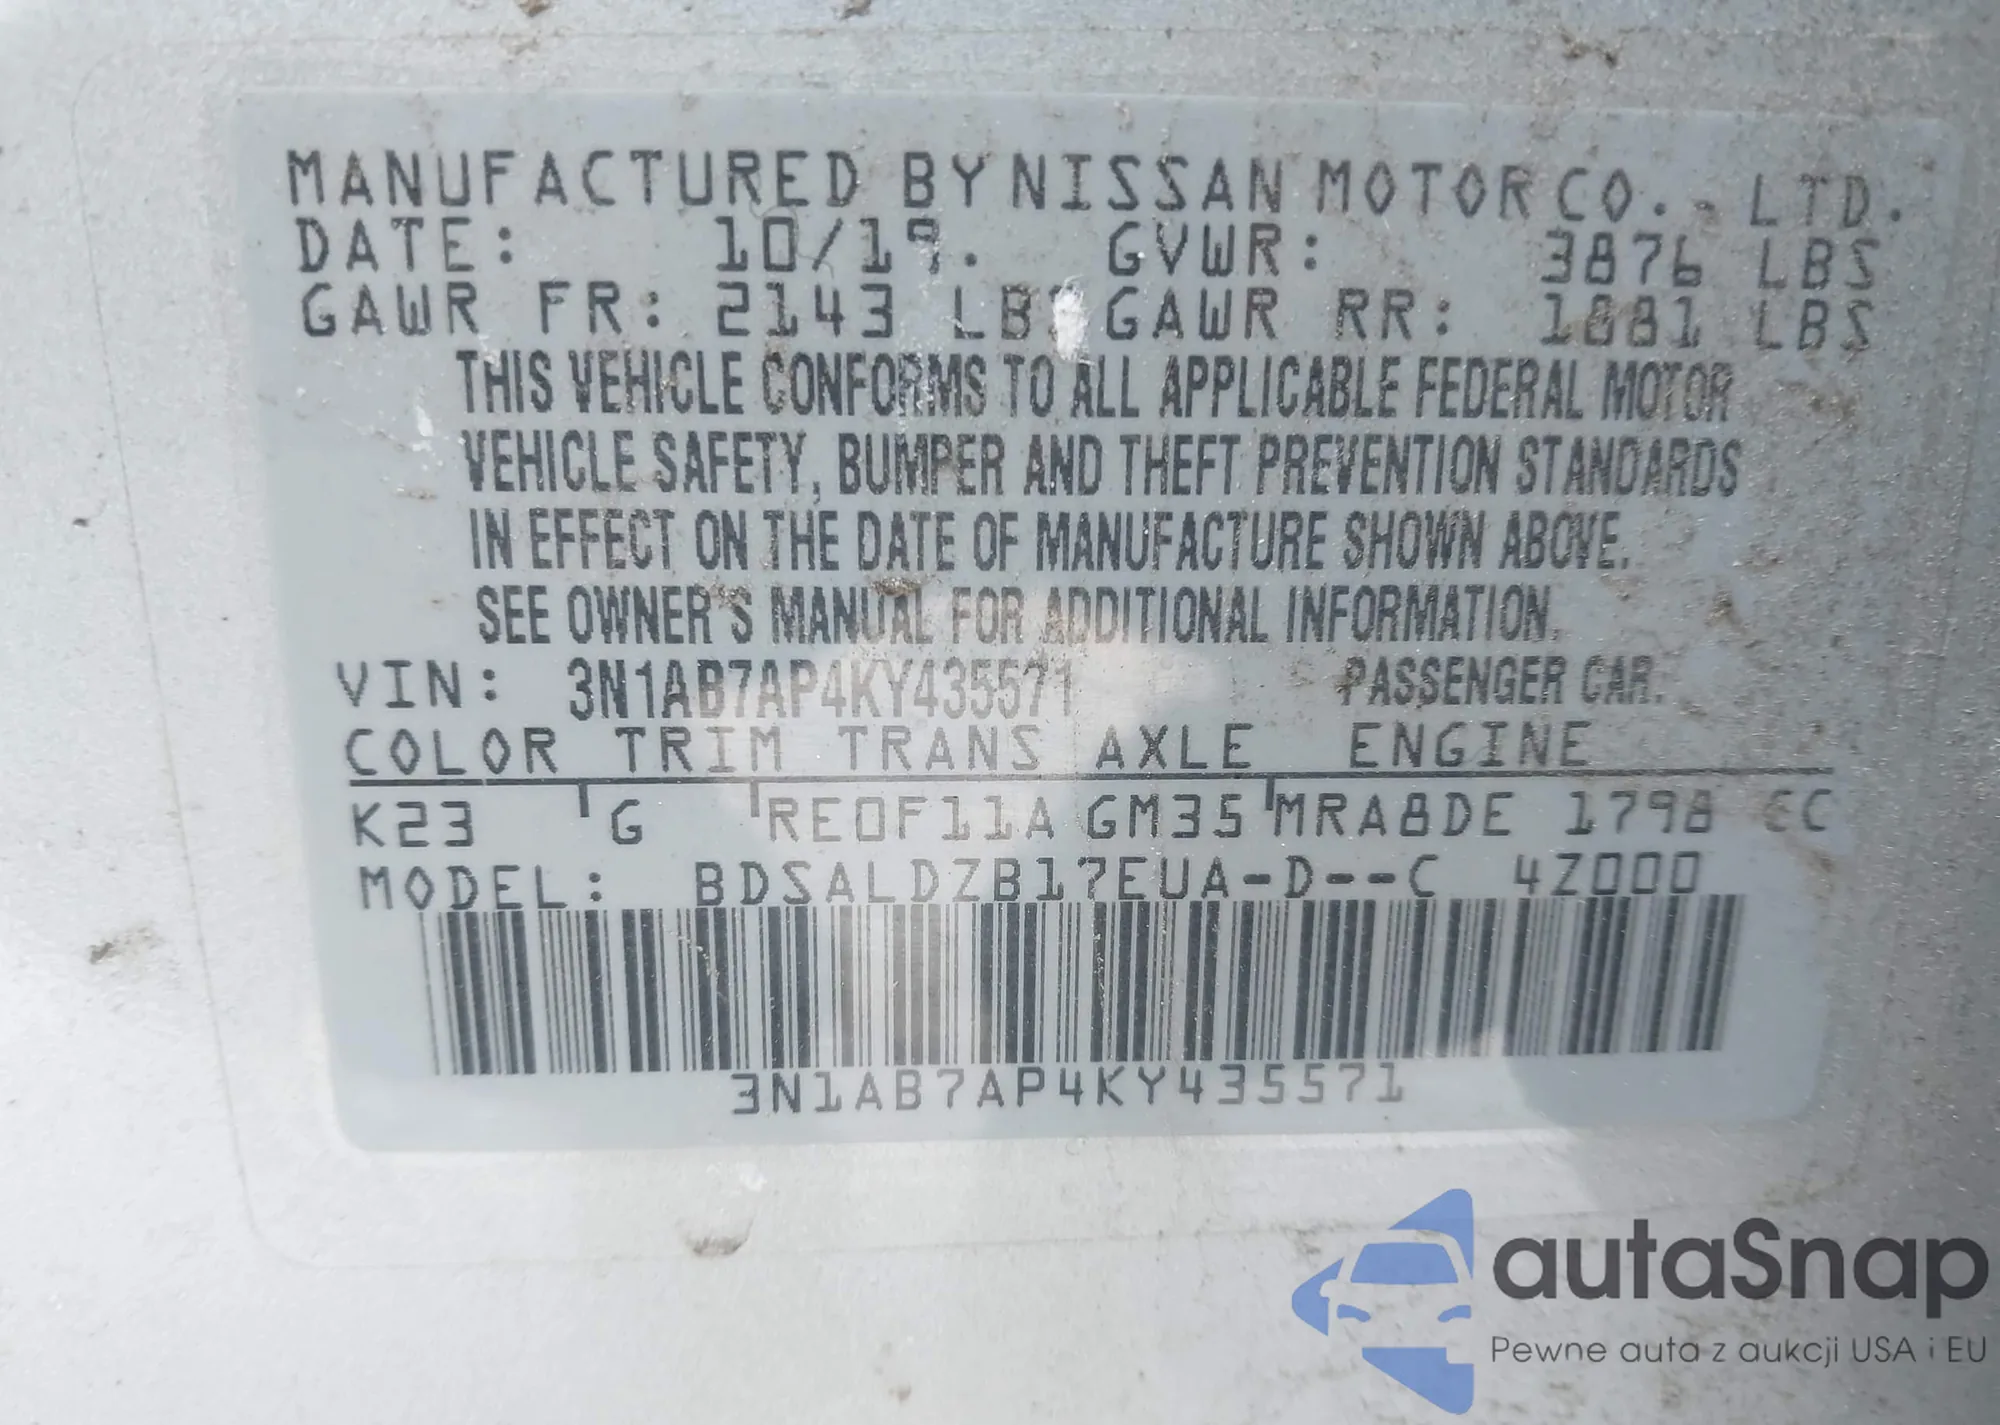 MANUFACTURED BY NISSAN MOTOR CO., LTD.
DATE: 10/19. GVWR: 3876 LBS
GAWR FR: 2143 LBS GAWR RR: 1881 LBS
THIS VEHICLE CONFORMS TO ALL APPLICABLE FEDERAL MOTOR
VEHICLE SAFETY, BUMPER AND THEFT PREVENTION STANDARDS
IN EFFECT ON THE DATE OF MANUFACTURE SHOWN ABOVE.
SEE OWNER'S MANUAL FOR ADDITIONAL INFORMATION.
VIN: 3N1AB7AP4KY435571 PASSENGER CAR.
COLOR TRIM TRANS AXLE ENGINE
K23 G RE0F11A GM35 MRA8DE 1798 CC
MODEL: BDSALDZB17EUA-D--C 4Z000
3N1AB7AP4KY435571
autaSnap
Pewne auta z aukcji USA i EU